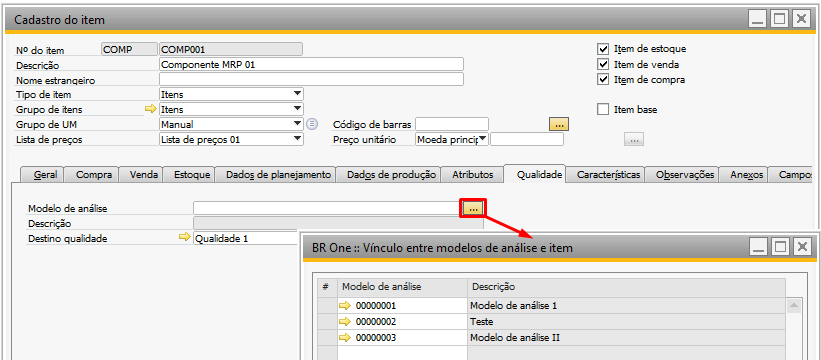 Cadastro do item
Nº do item COMP COMP001
Descrição Componente MRP 01
Nome estrangeiro
Tipo de item Itens
Grupo de itens Itens
Grupo de UM Manual
Lista de preços Lista de preços 01
Item de estoque
Item de venda
Item de compra
Item base
Código de barras ...
Preço unitário Moeda princip ...
Geral Compra Venda Estoque Dados de planejamento Dados de produção Atributos Qualidade Características Observações Anexos Campos
Modelo de análise ...
Descrição
Destino qualidade Qualidade 1
BR One :: Vínculo entre modelos de análise e item
# Modelo de análise Descrição
00000001 Modelo de análise 1
00000002 Teste
00000003 Modelo de análise II